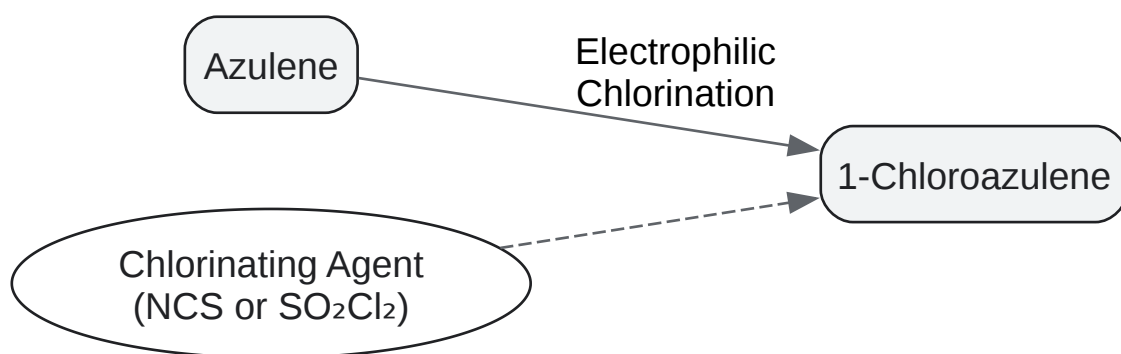 Azulene
Electrophilic
Chlorination
1-Chloroazulene
Chlorinating Agent
(NCS or SO₂Cl₂)